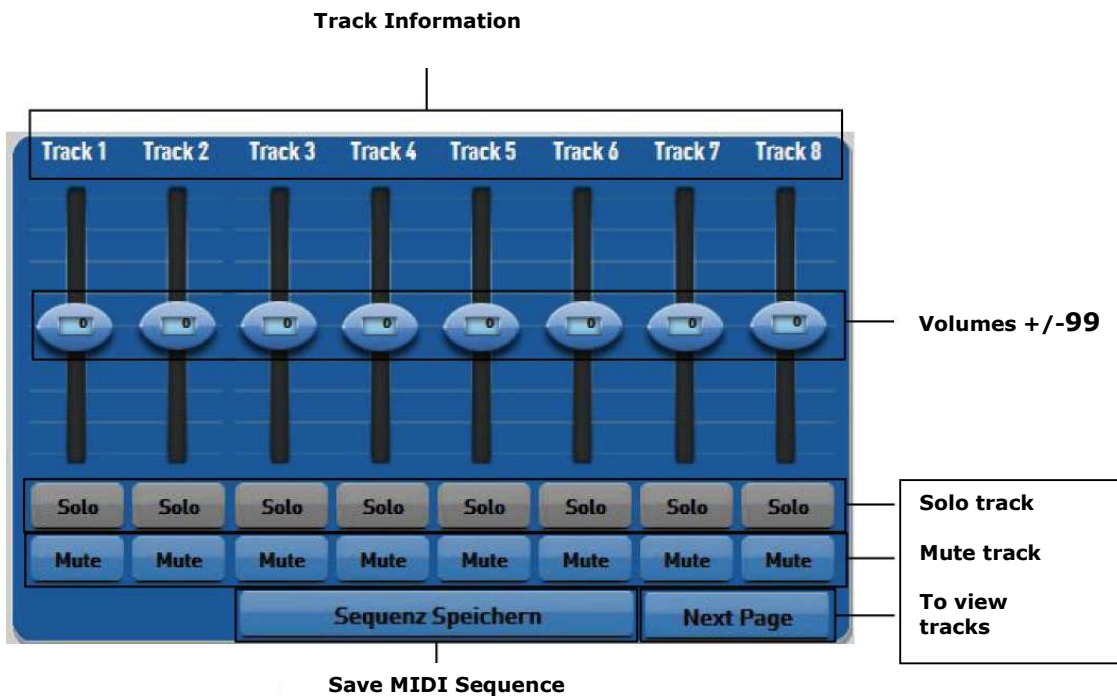 Track Information
Track 1 Track 2 Track 3 Track 4 Track 5 Track 6 Track 7 Track 8
0 0 0 0 0 0 0 0
Volumes +/-99
Solo Solo Solo Solo Solo Solo Solo Solo
Solo track
Mute Mute Mute Mute Mute Mute Mute Mute
Mute track
Sequenz Speichern
Next Page
To view
tracks
Save MIDI Sequence